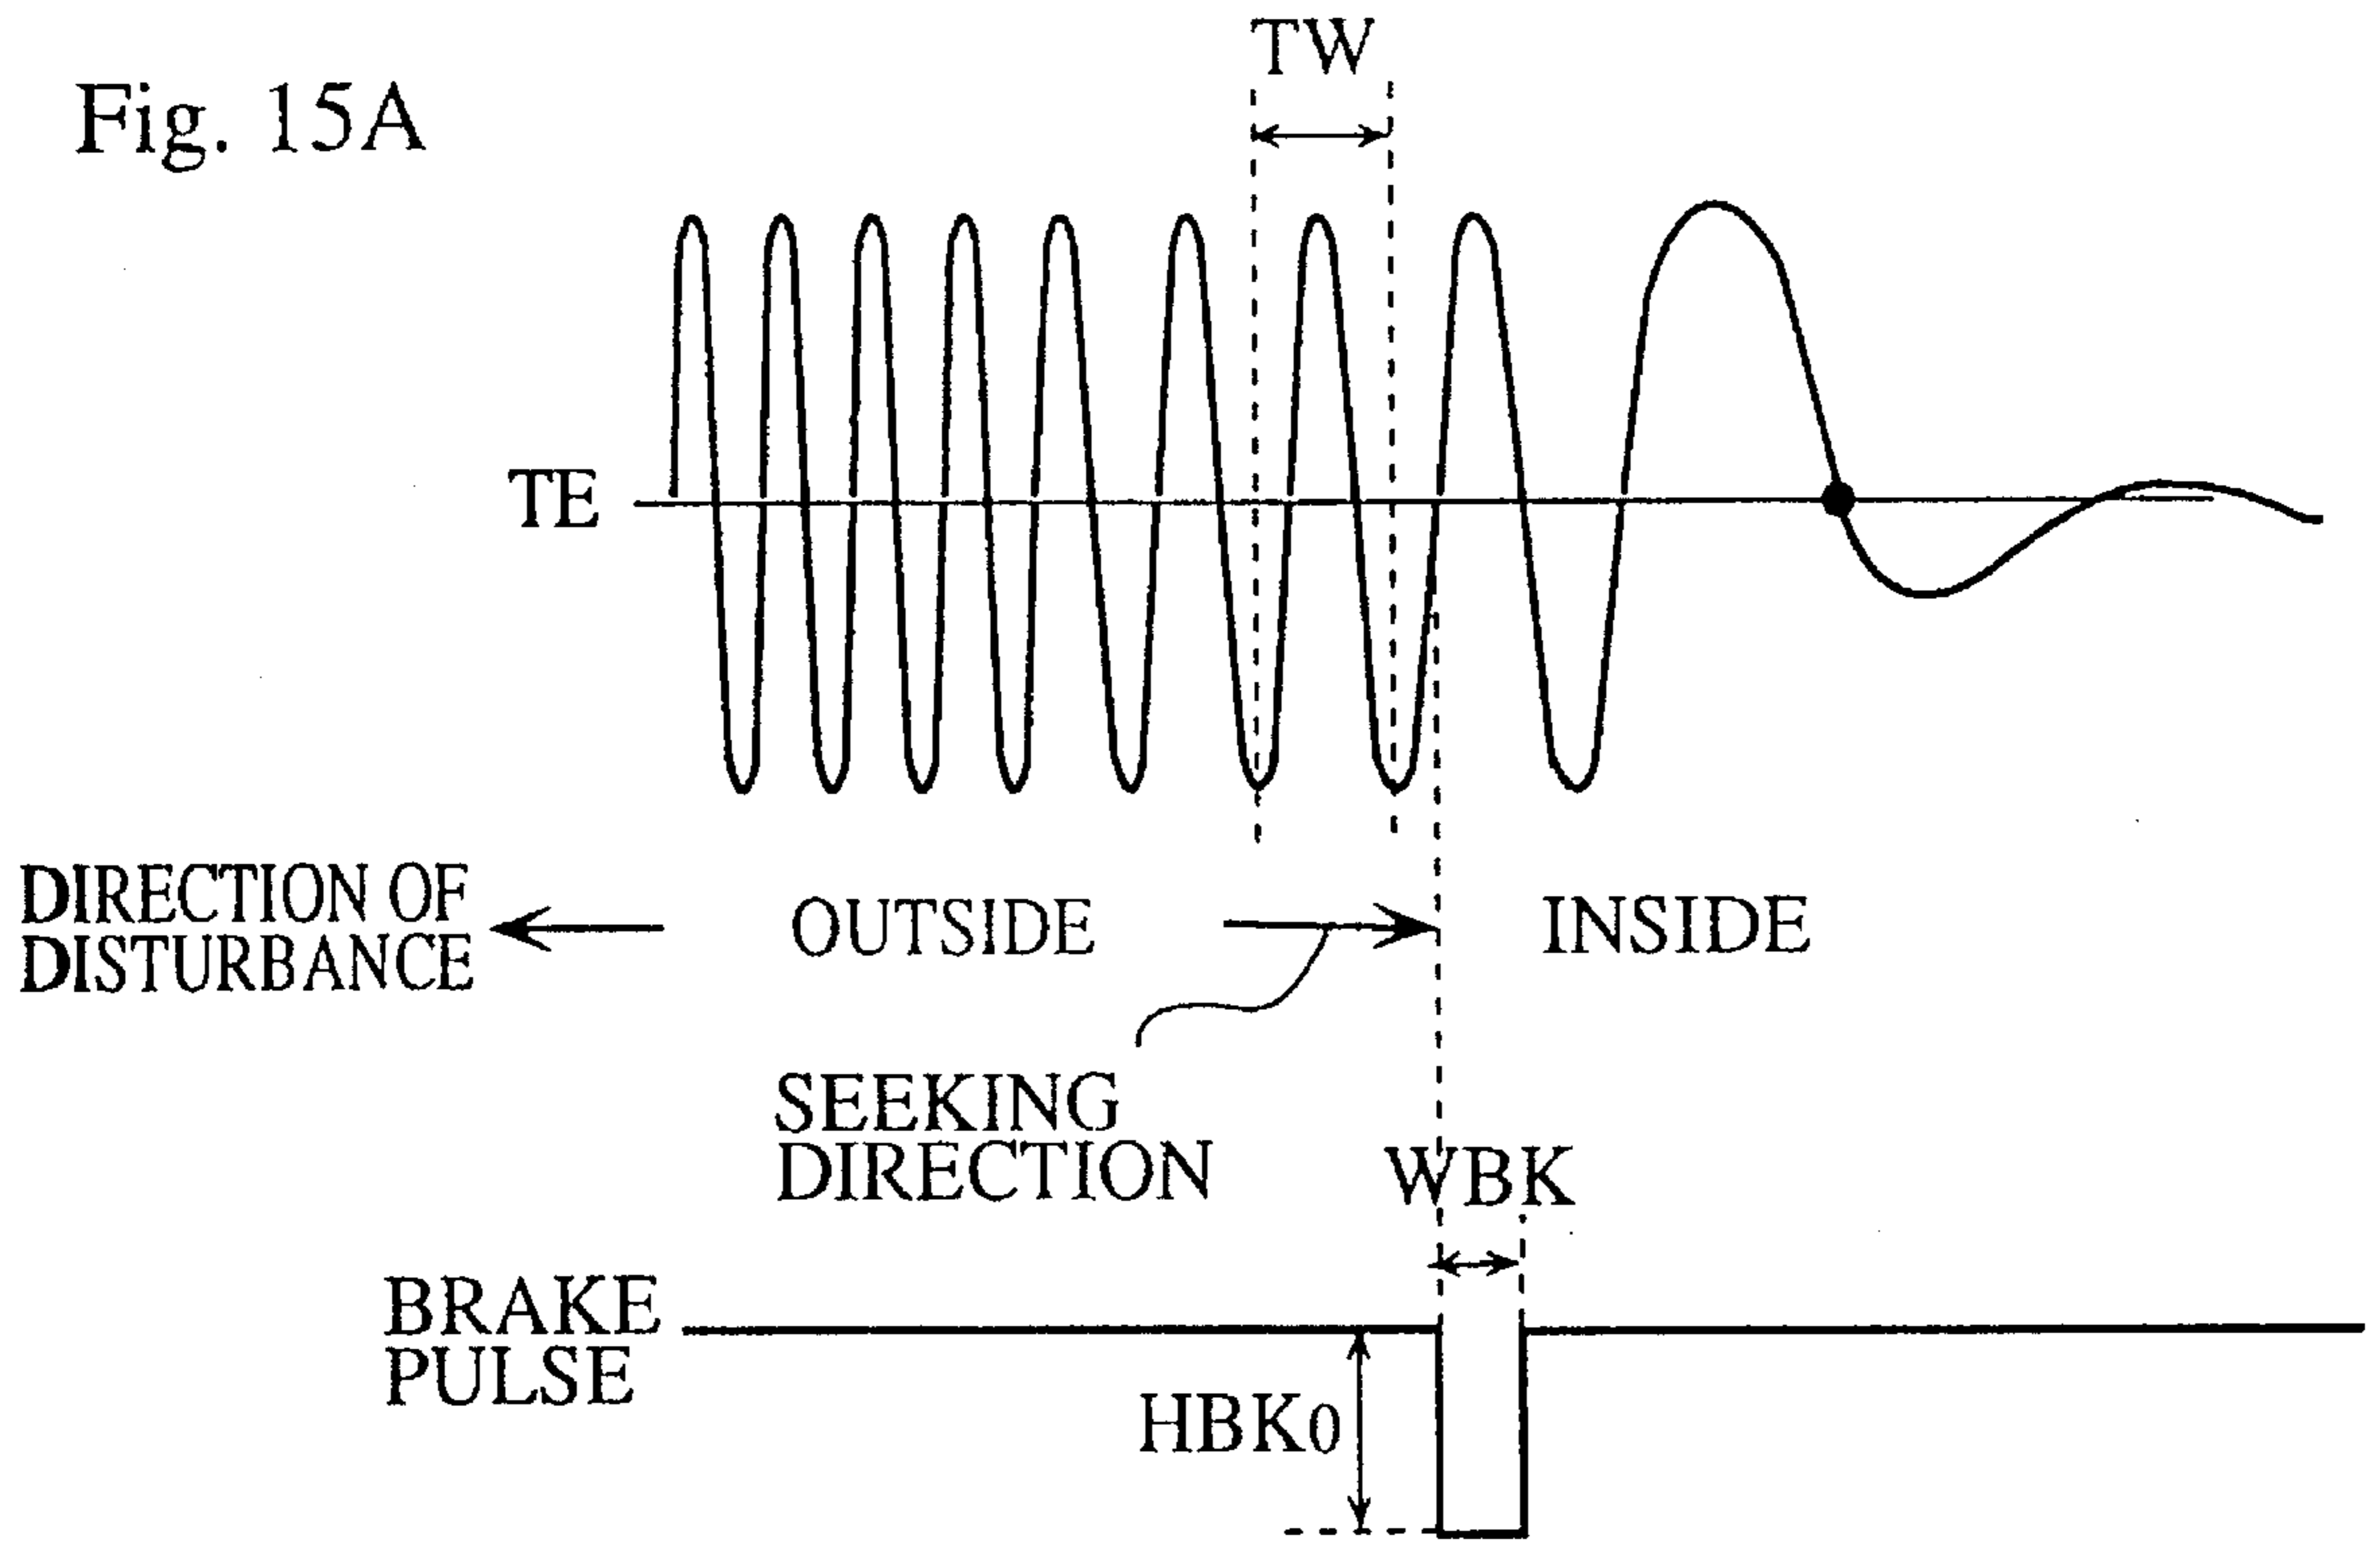 Fig. 15A
TW
TE
DIRECTION OF
DISTURBANCE
OUTSIDE
INSIDE
SEEKING
DIRECTION
WBK
BRAKE
PULSE
HBK0